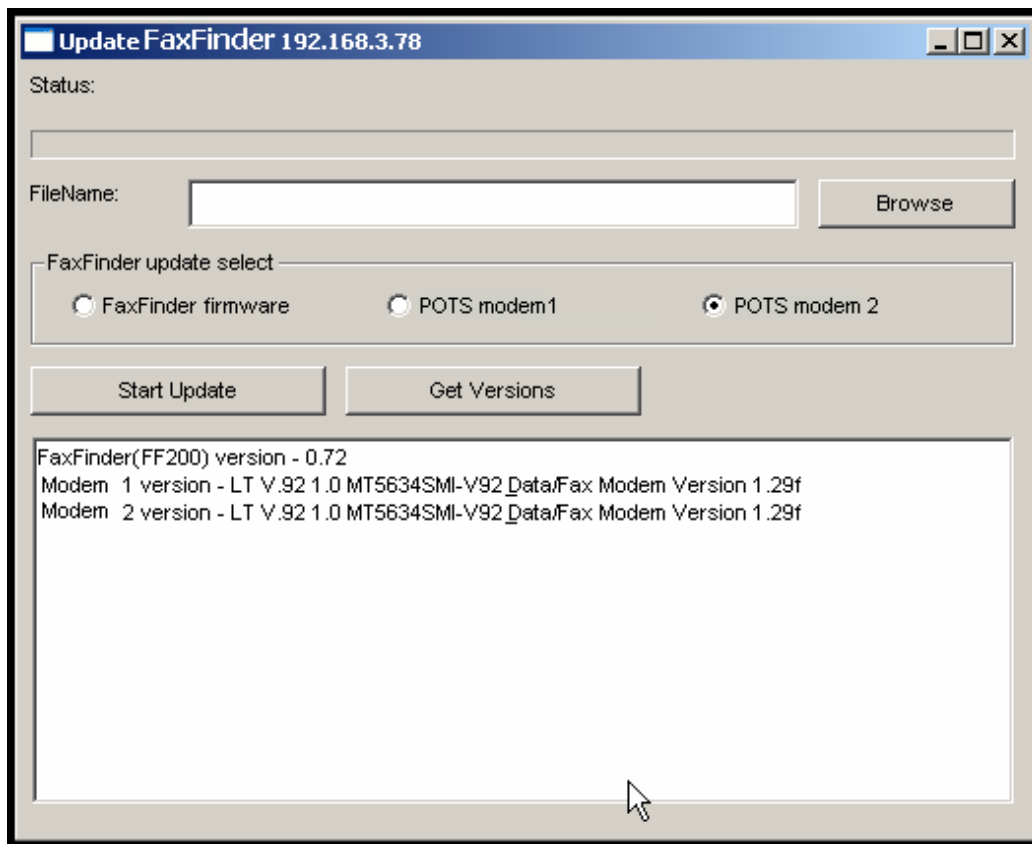 Update FaxFinder 192.168.3.78
Status:
FileName:
Browse
FaxFinder update select
FaxFinder firmware
POTS modem1
POTS modem 2
Start Update
Get Versions
FaxFinder(FF200) version - 0.72
Modem 1 version - LT V.92 1.0 MT5634SMI-V92 Data/Fax Modem Version 1.29f
Modem 2 version - LT V.92 1.0 MT5634SMI-V92 Data/Fax Modem Version 1.29f